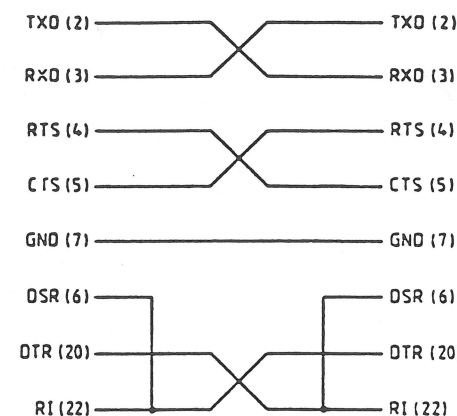 TXD (2) TXD (2)
RXD (3) RXD (3)
RTS (4) RTS (4)
CTS (5) CTS (5)
GND (7) GND (7)
DSR (6) DSR (6)
DTR (20) DTR (20
RI (22) RI (22)